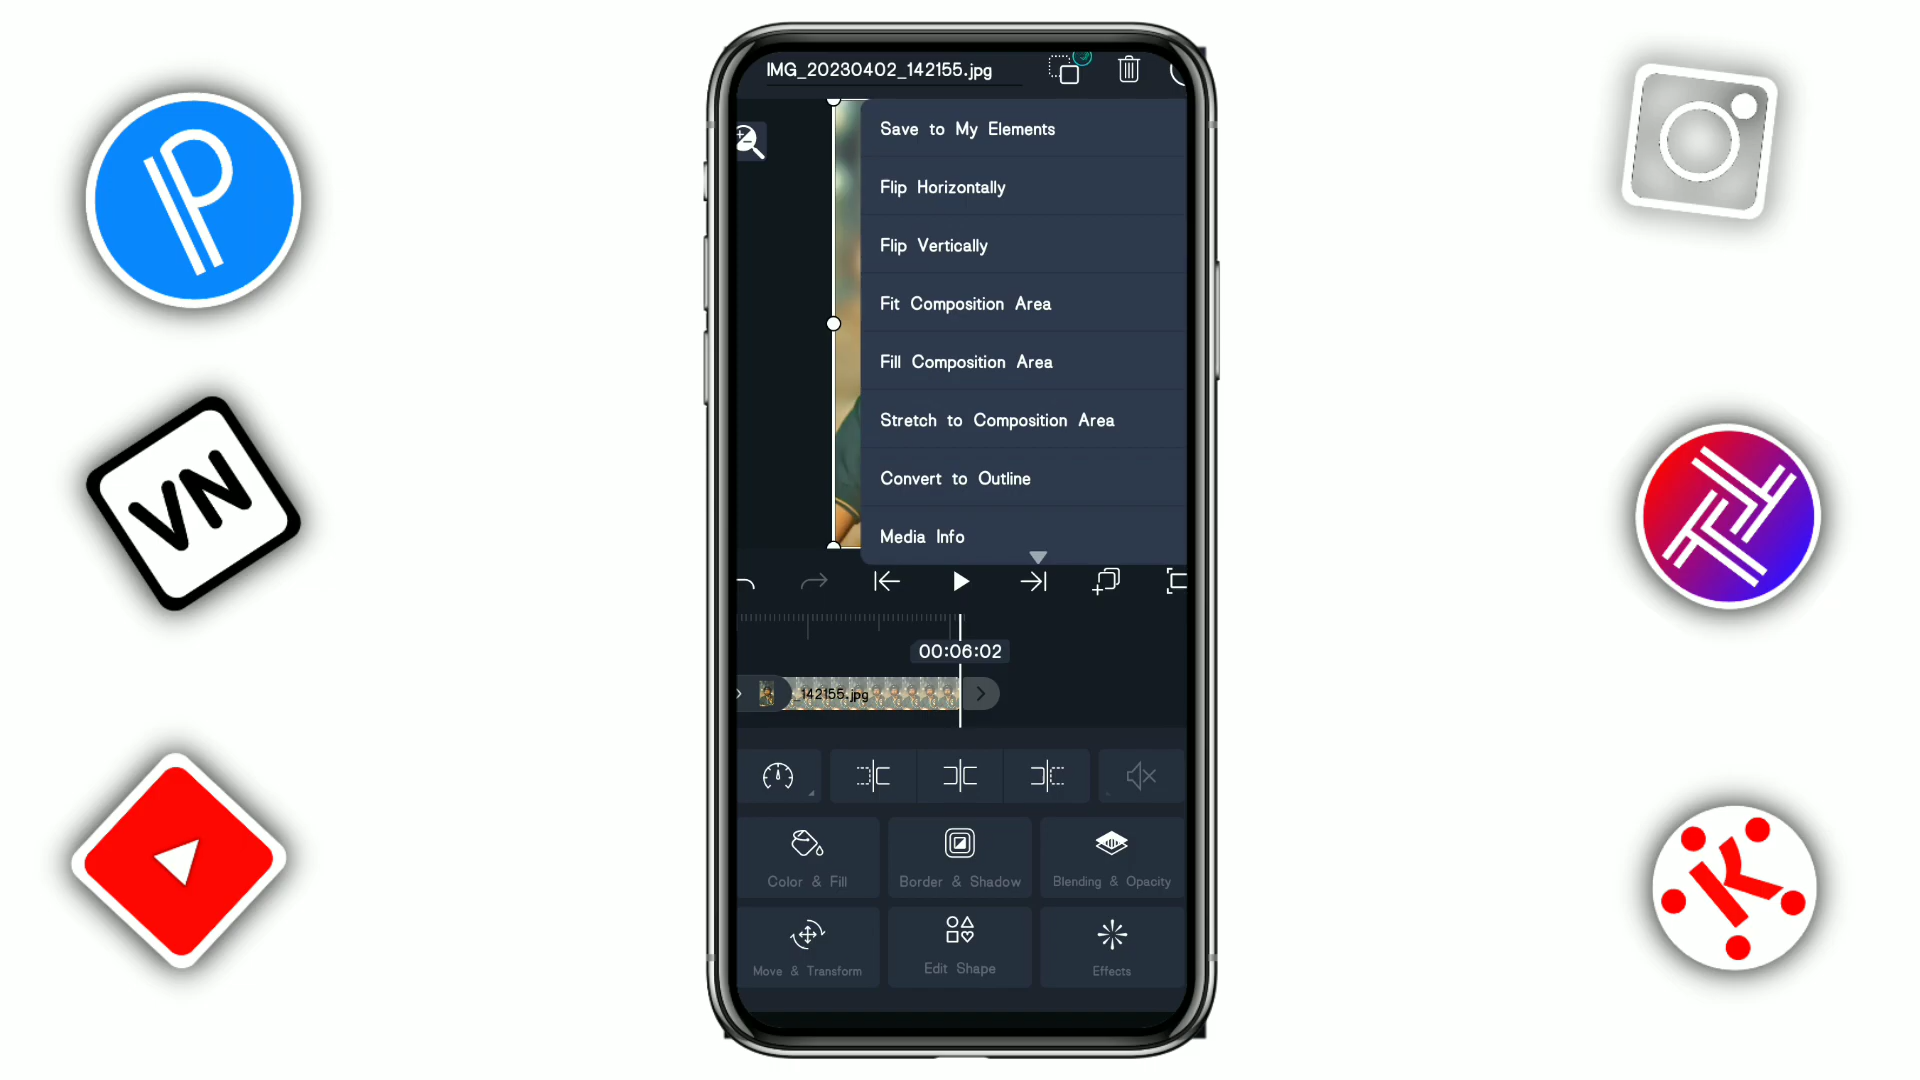 IMG_20230402_142155.jpg
Save to My Elements
Flip Horizontally
Flip Vertically
Fit Composition Area
Fill Composition Area
Stretch to Composition Area
Convert to Outline
Media Info
00:06:02
_142155.jpg
Color & Fill
Border & Shadow
Blending & Opacity
Move & Transform
Edit Shape
Effects
VN